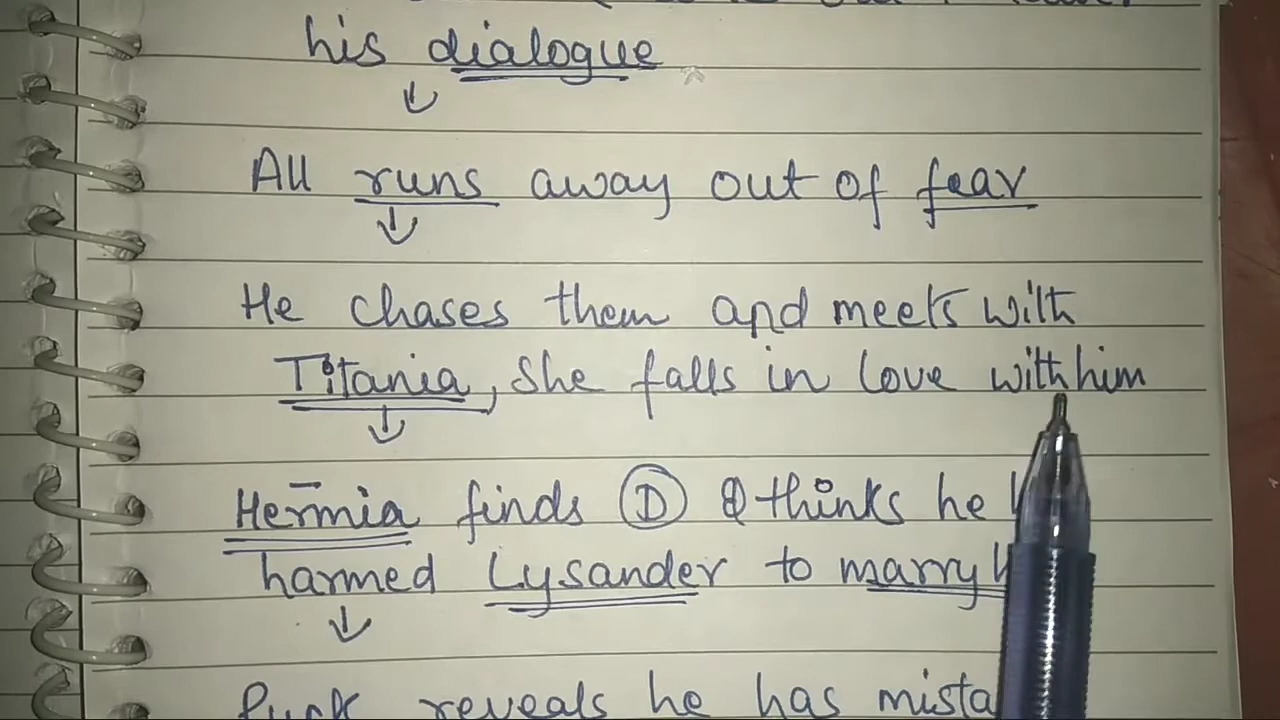 his dialogue
↓
All runs away out of fear
↓
He chases them and meets with
Titania, She falls in love with him
↓
Hermia finds Ⓓ & thinks he
harmed Lysander to marry
↓
Puck reveals he has